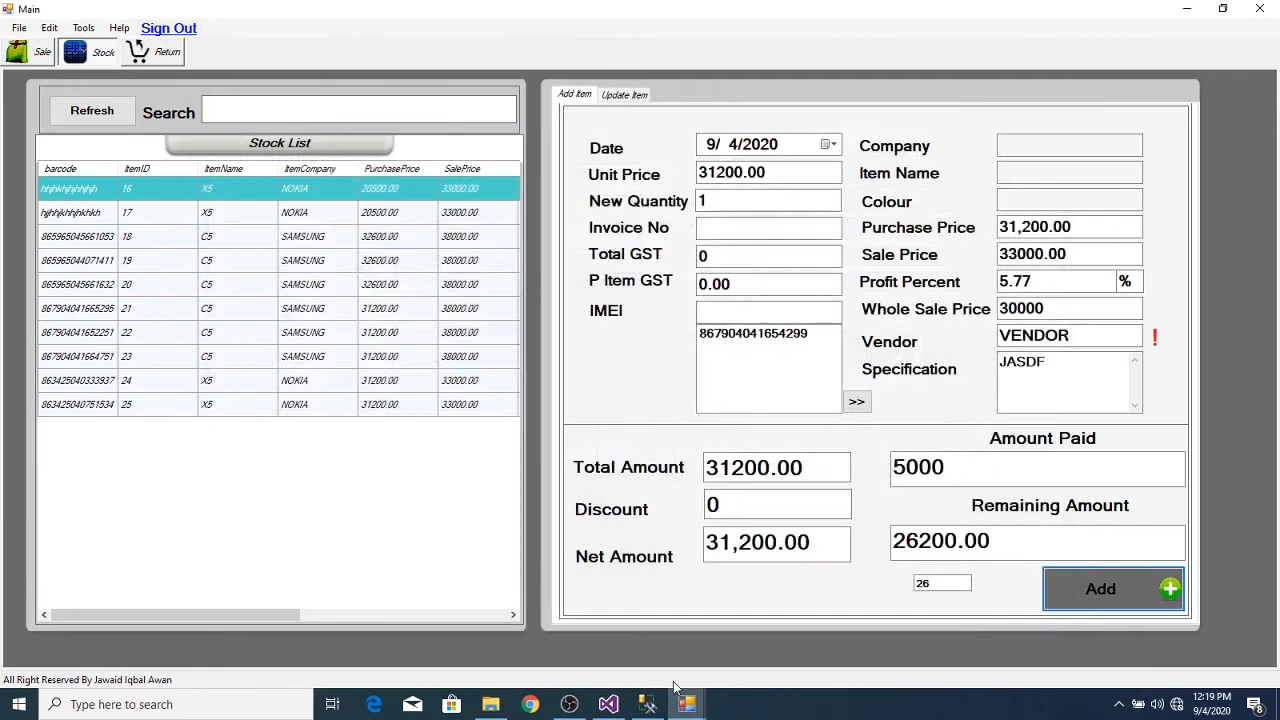 Main
File Edit Tools Help Sign Out
Sale Stock Return
Refresh Search
Stock List
barcode ItemID ItemName ItemCompany PurchasePrice SalePrice
16 X5 NOKIA 20500.00 33000.00
17 X5 NOKIA 20500.00 33000.00
865965045661053 18 C5 SAMSUNG 32600.00 38000.00
865965044071411 19 C5 SAMSUNG 32600.00 38000.00
865965045661632 20 C5 SAMSUNG 32600.00 38000.00
867904041665295 21 C5 SAMSUNG 31200.00 38000.00
867904041652251 22 C5 SAMSUNG 31200.00 38000.00
867904041664751 23 C5 SAMSUNG 31200.00 38000.00
863425040333937 24 X5 NOKIA 31200.00 33000.00
863425040751534 25 X5 NOKIA 31200.00 33000.00
Add Item Update Item
Date 9/ 4/2020
Unit Price 31200.00
New Quantity 1
Invoice No
Total GST 0
P Item GST 0.00
IMEI
867904041654299
>>
Company
Item Name
Colour
Purchase Price 31,200.00
Sale Price 33000.00
Profit Percent 5.77 %
Whole Sale Price 30000
Vendor VENDOR !
Specification JASDF
Total Amount 31200.00
Discount 0
Net Amount 31,200.00
Amount Paid
5000
Remaining Amount
26200.00
26
Add
All Right Reserved By Jawaid Iqbal Awan
Type here to search
12:19 PM
9/4/2020
8